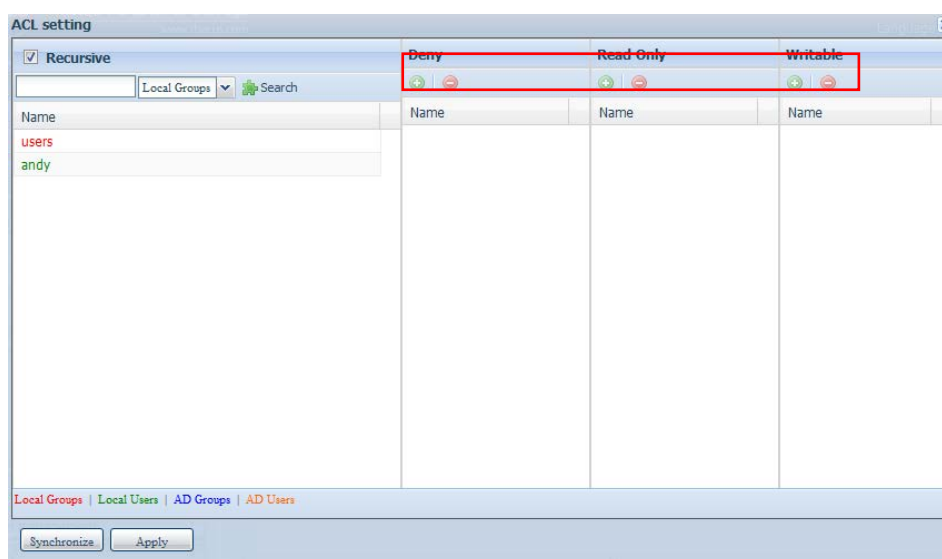 ACL setting
Recursive
Deny
Read Only
Writable
Local Groups
Search
Name
Name
Name
Name
users
andy
Local Groups | Local Users | AD Groups | AD Users
Synchronize
Apply